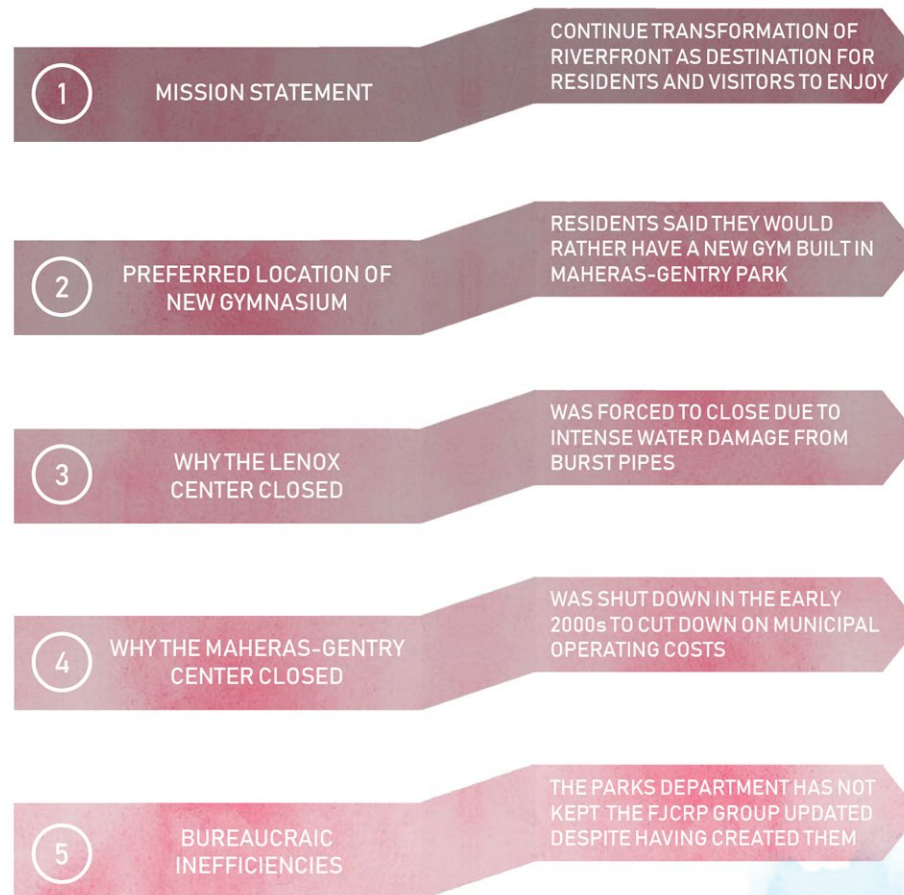 1
MISSION STATEMENT
CONTINUE TRANSFORMATION OF
RIVERFRONT AS DESTINATION FOR
RESIDENTS AND VISITORS TO ENJOY
2
PREFERRED LOCATION OF
NEW GYMNASIUM
RESIDENTS SAID THEY WOULD
RATHER HAVE A NEW GYM BUILT IN
MAHERAS-GENTRY PARK
3
WHY THE LENOX
CENTER CLOSED
WAS FORCED TO CLOSE DUE TO
INTENSE WATER DAMAGE FROM
BURST PIPES
4
WHY THE MAHERAS-GENTRY
CENTER CLOSED
WAS SHUT DOWN IN THE EARLY
2000s TO CUT DOWN ON MUNICIPAL
OPERATING COSTS
5
BUREAUCRAIC
INEFFICIENCIES
THE PARKS DEPARTMENT HAS NOT
KEPT THE FJCRP GROUP UPDATED
DESPITE HAVING CREATED THEM